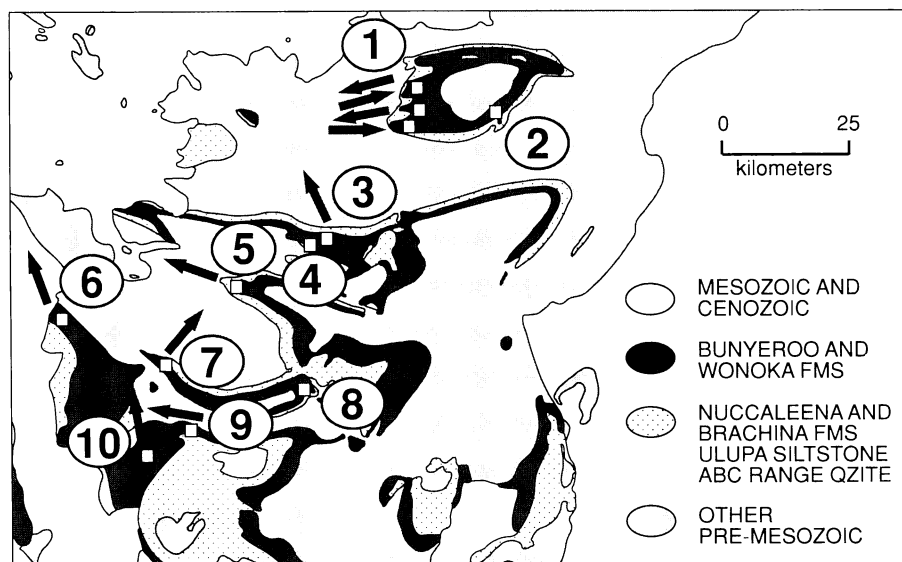 1
2
0 25
kilometers
3
5
4
6
7
8
9
10
MESOZOIC AND
CENOZOIC
BUNYEROO AND
WONOKA FMS
NUCCALEENA AND
BRACHINA FMS
ULUPA SILTSTONE
ABC RANGE QZITE
OTHER
PRE-MESOZOIC